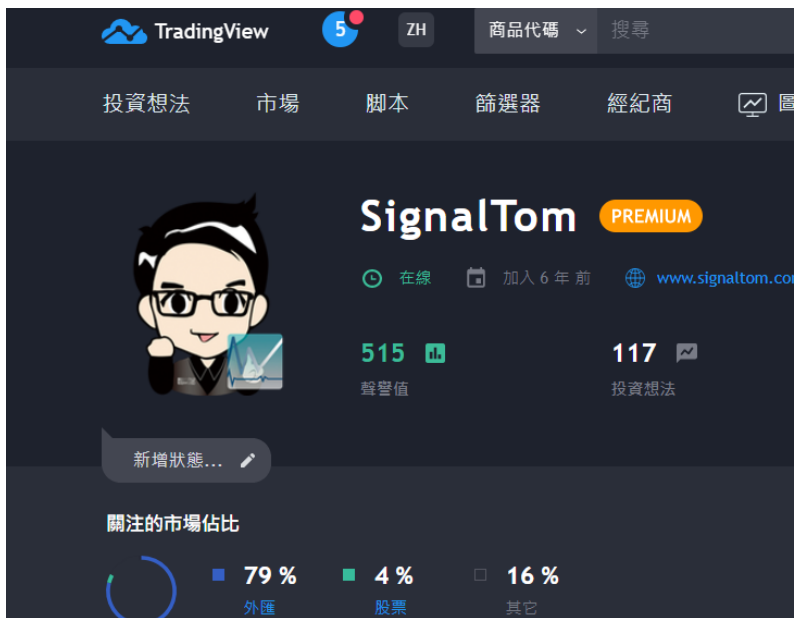 TradingView 5 ZH 商品代碼 搜尋
投資想法 市場 脚本 篩選器 經紀商
SignalTom PREMIUM
在線 加入 6 年 前 www.signaltom.co
515 117
聲譽值 投資想法
新增狀態...
關注的市場佔比
79 % 4 % 16 %
外匯 股票 其它